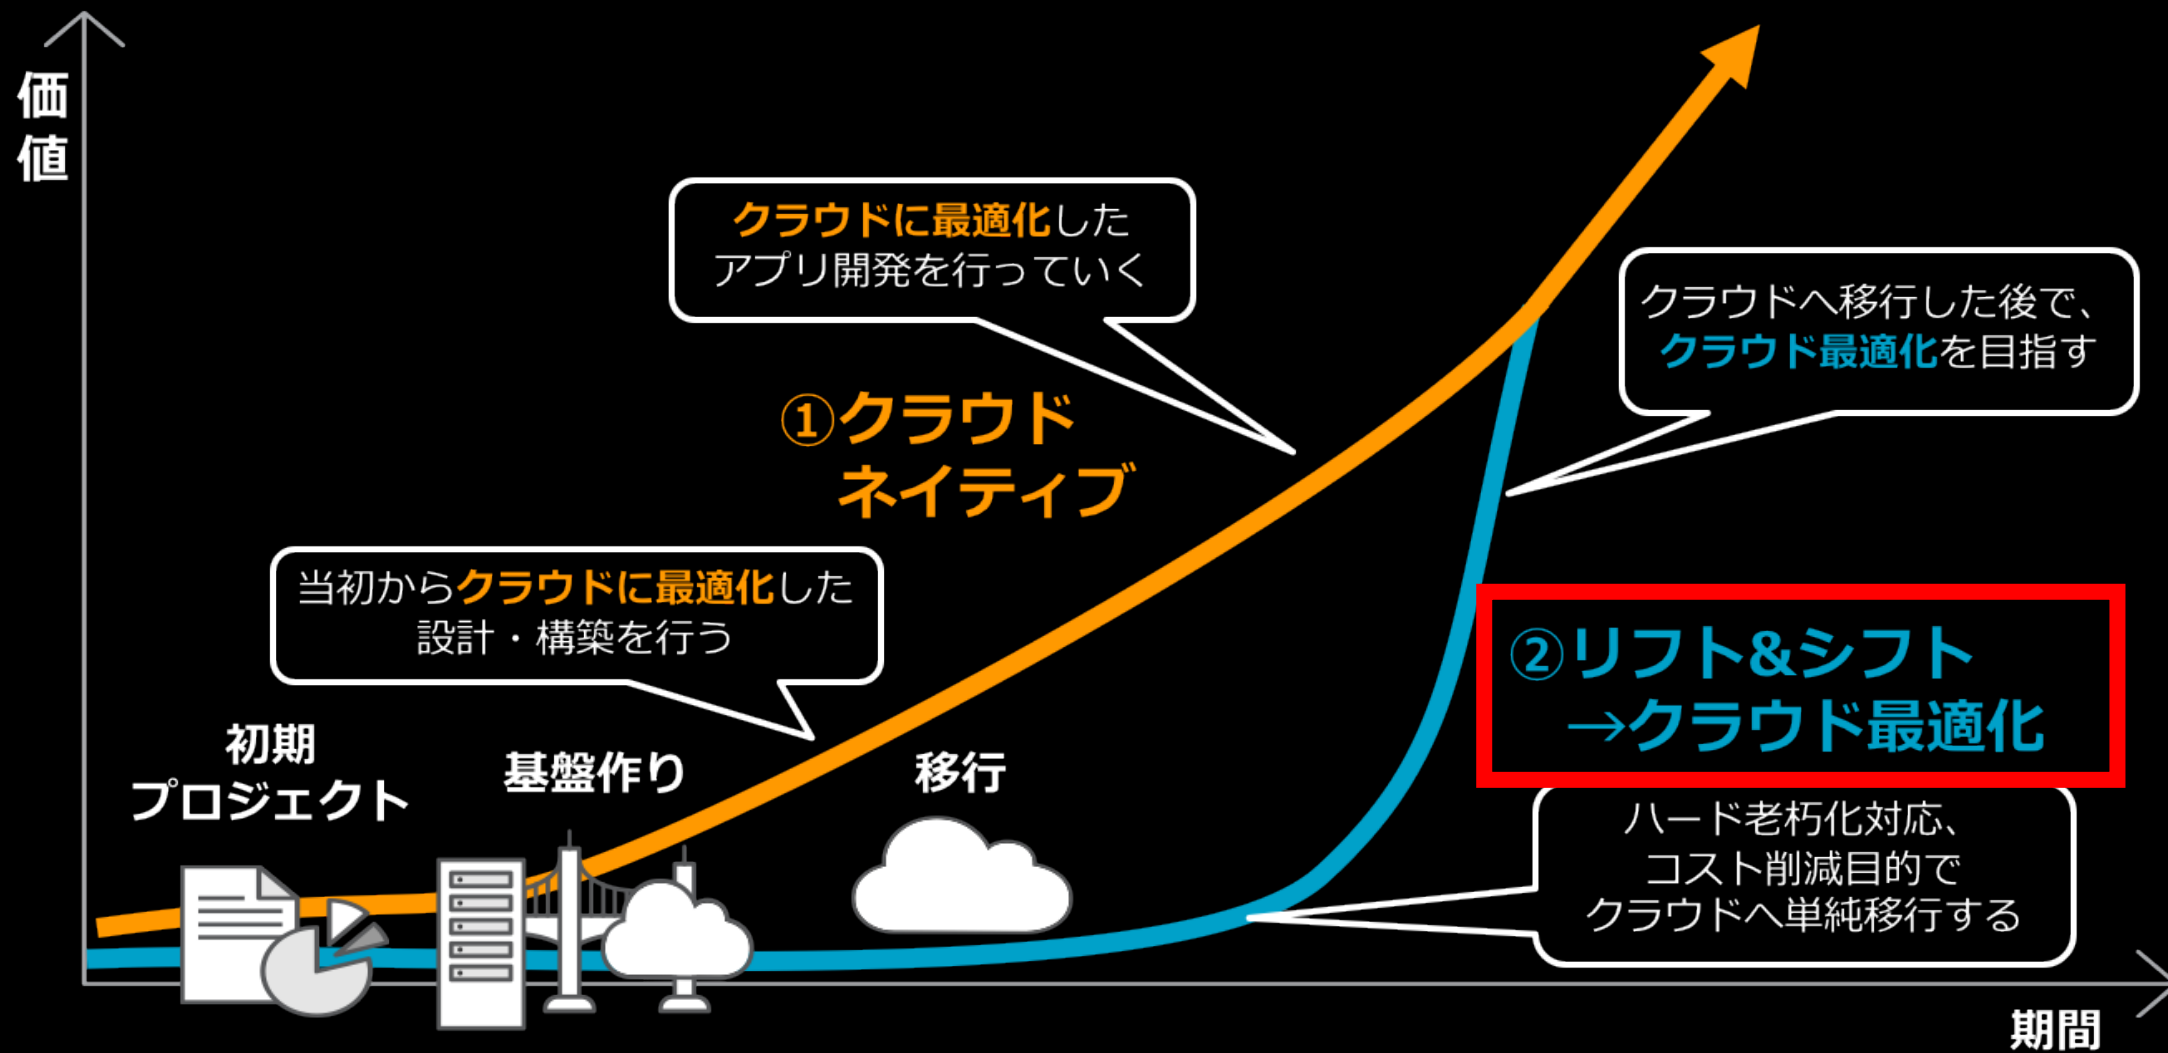 価
値
クラウドに最適化した
アプリ開発を行っていく
クラウドへ移行した後で、
クラウド最適化を目指す
①クラウド
ネイティブ
当初からクラウドに最適化した
設計・構築を行う
②リフト&シフト
→クラウド最適化
初期
プロジェクト
基盤作り
移行
ハード老朽化対応、
コスト削減目的で
クラウドへ単純移行する
期間